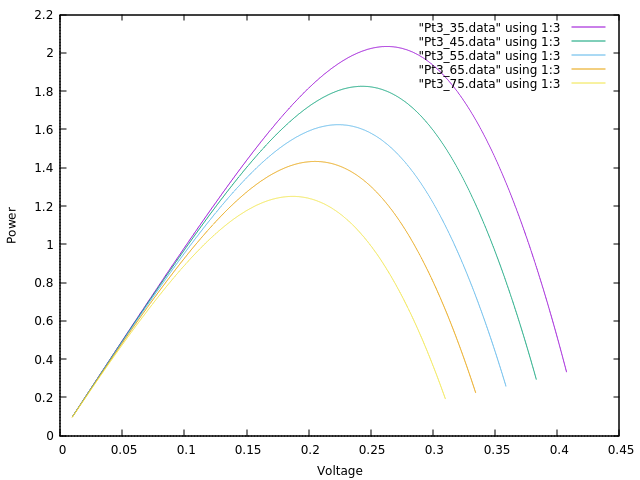 2.2
2
1.8
1.6
1.4
1.2
1
0.8
0.6
0.4
0.2
0
Power
"Pt3_35.data" using 1:3
"Pt3_45.data" using 1:3
"Pt3_55.data" using 1:3
"Pt3_65.data" using 1:3
"Pt3_75.data" using 1:3
0 0.05 0.1 0.15 0.2 0.25 0.3 0.35 0.4 0.45
Voltage